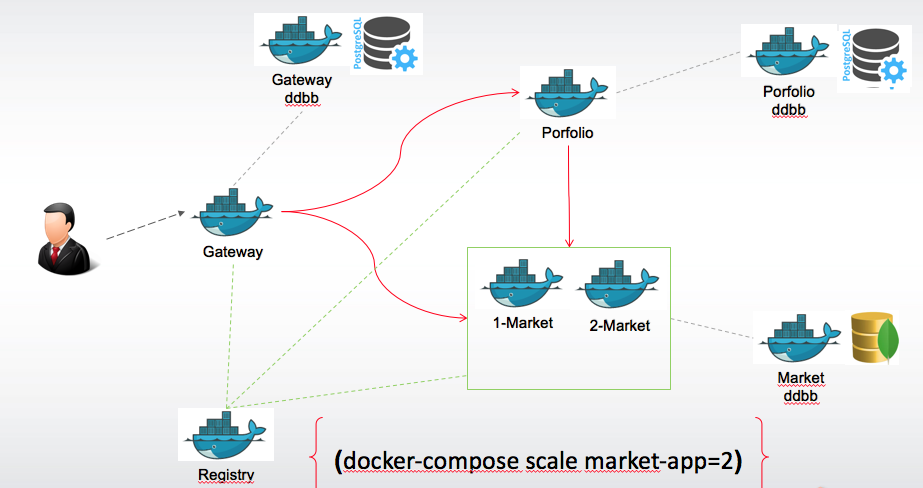 PostgreSQL
Gateway
ddbb
PostgreSQL
Porfolio
ddbb
Porfolio
Gateway
1-Market
2-Market
Market
ddbb
Registry
(docker-compose scale market-app=2)